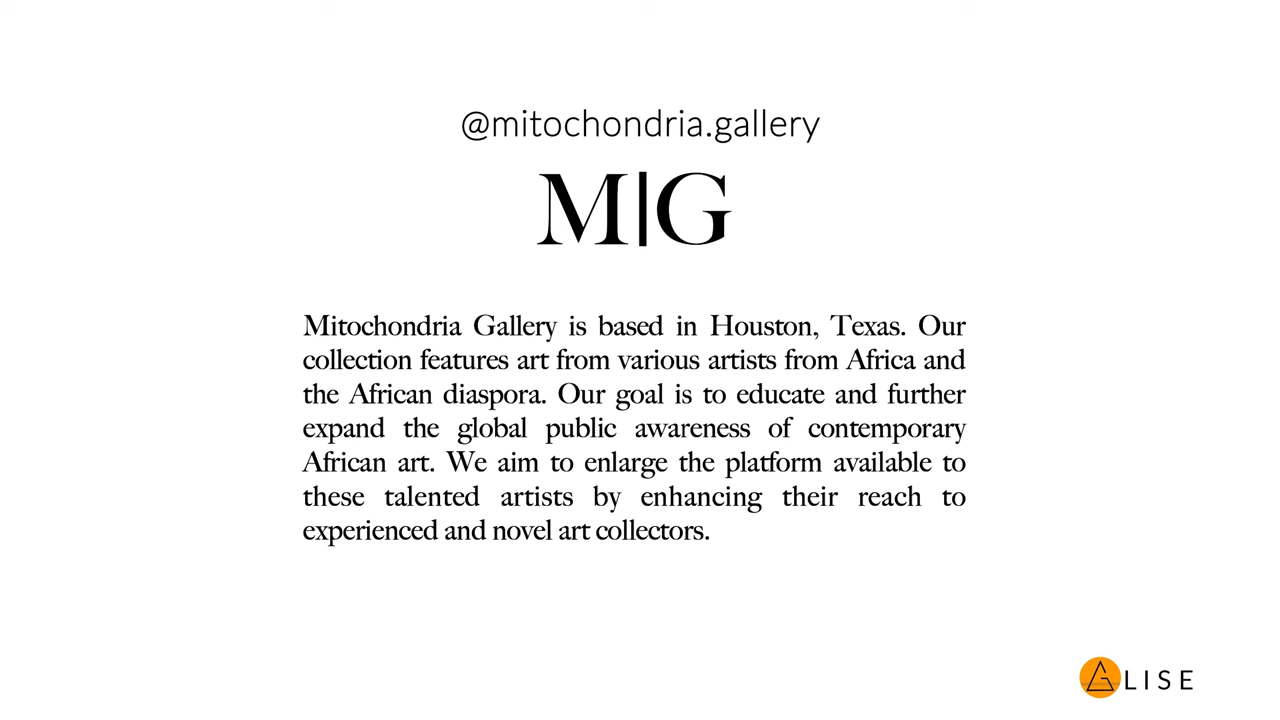 @mitochondria.gallery
M|G
Mitochondria Gallery is based in Houston, Texas. Our
collection features art from various artists from Africa and
the African diaspora. Our goal is to educate and further
expand the global public awareness of contemporary
African art. We aim to enlarge the platform available to
these talented artists by enhancing their reach to
experienced and novel art collectors.
LISE